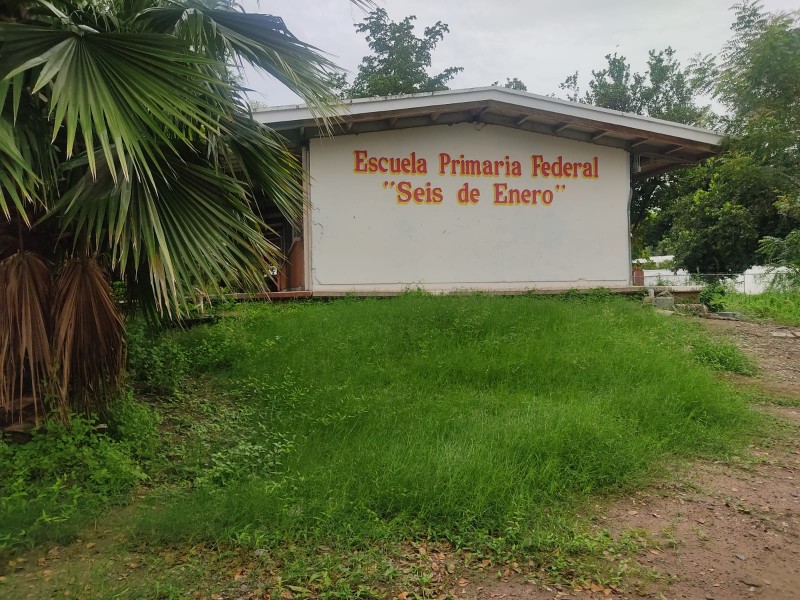 Escuela Primaria Federal
"Seis de Enero"